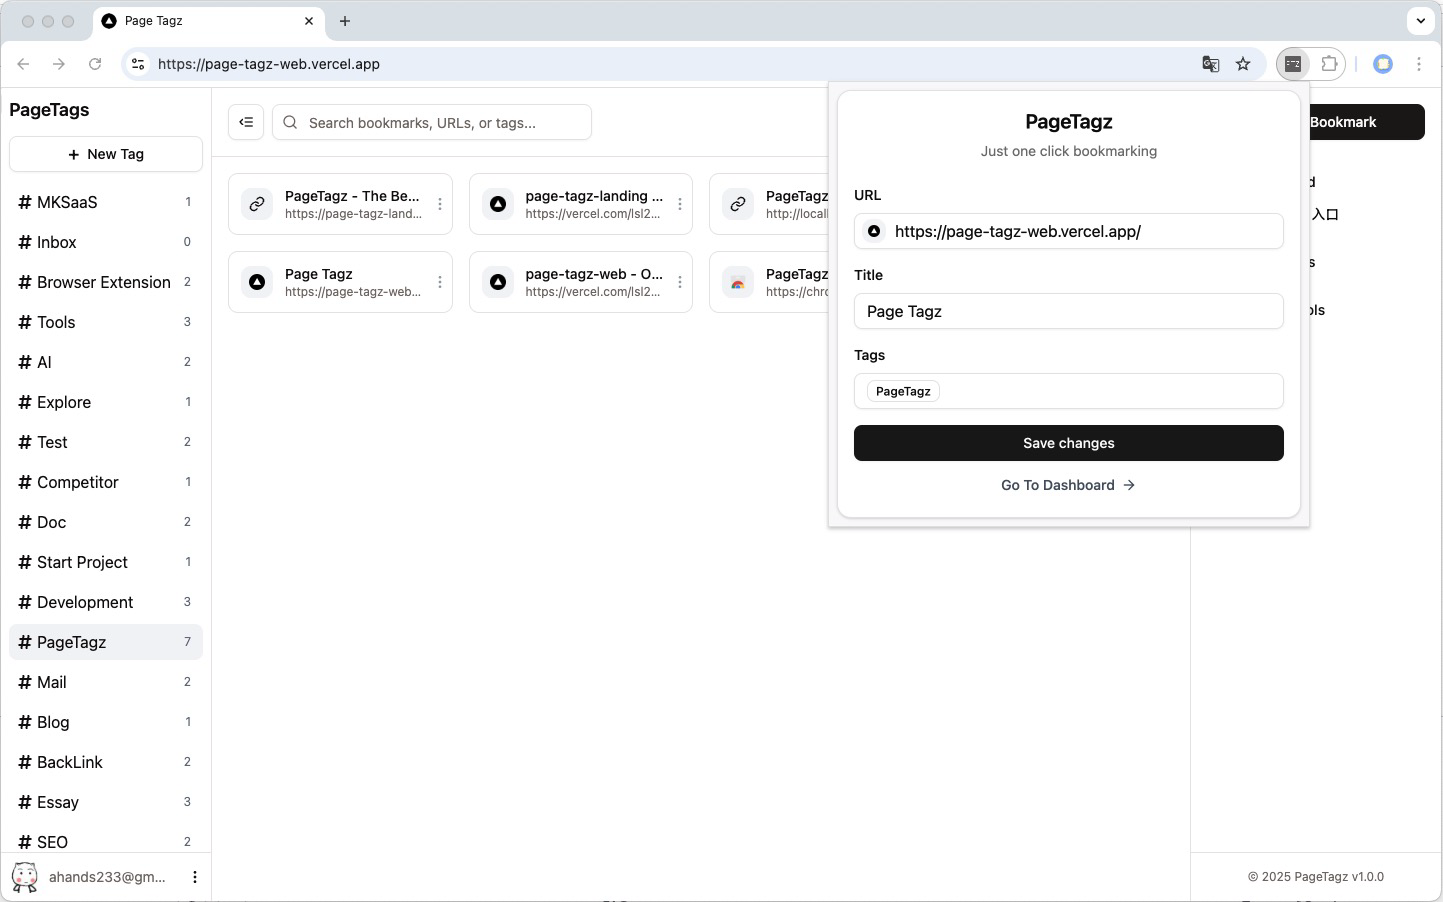 Page Tagz
https://page-tagz-web.vercel.app
PageTags
+ New Tag
# MKSaaS 1
# Inbox 0
# Browser Extension 2
# Tools 3
# AI 2
# Explore 1
# Test 2
# Competitor 1
# Doc 2
# Start Project 1
# Development 3
# PageTagz 7
# Mail 2
# Blog 1
# BackLink 2
# Essay 3
# SEO 2
ahands233@gm...
Search bookmarks, URLs, or tags...
PageTagz - The Be...
https://page-tagz-land...
page-tagz-landing ...
https://vercel.com/lsl2...
PageTagz
http://local
Page Tagz
https://page-tagz-web...
page-tagz-web - O...
https://vercel.com/lsl2...
PageTagz
https://chro
PageTagz
Just one click bookmarking
URL
https://page-tagz-web.vercel.app/
Title
Page Tagz
Tags
PageTagz
Save changes
Go To Dashboard →
Bookmark
入口
© 2025 PageTagz v1.0.0